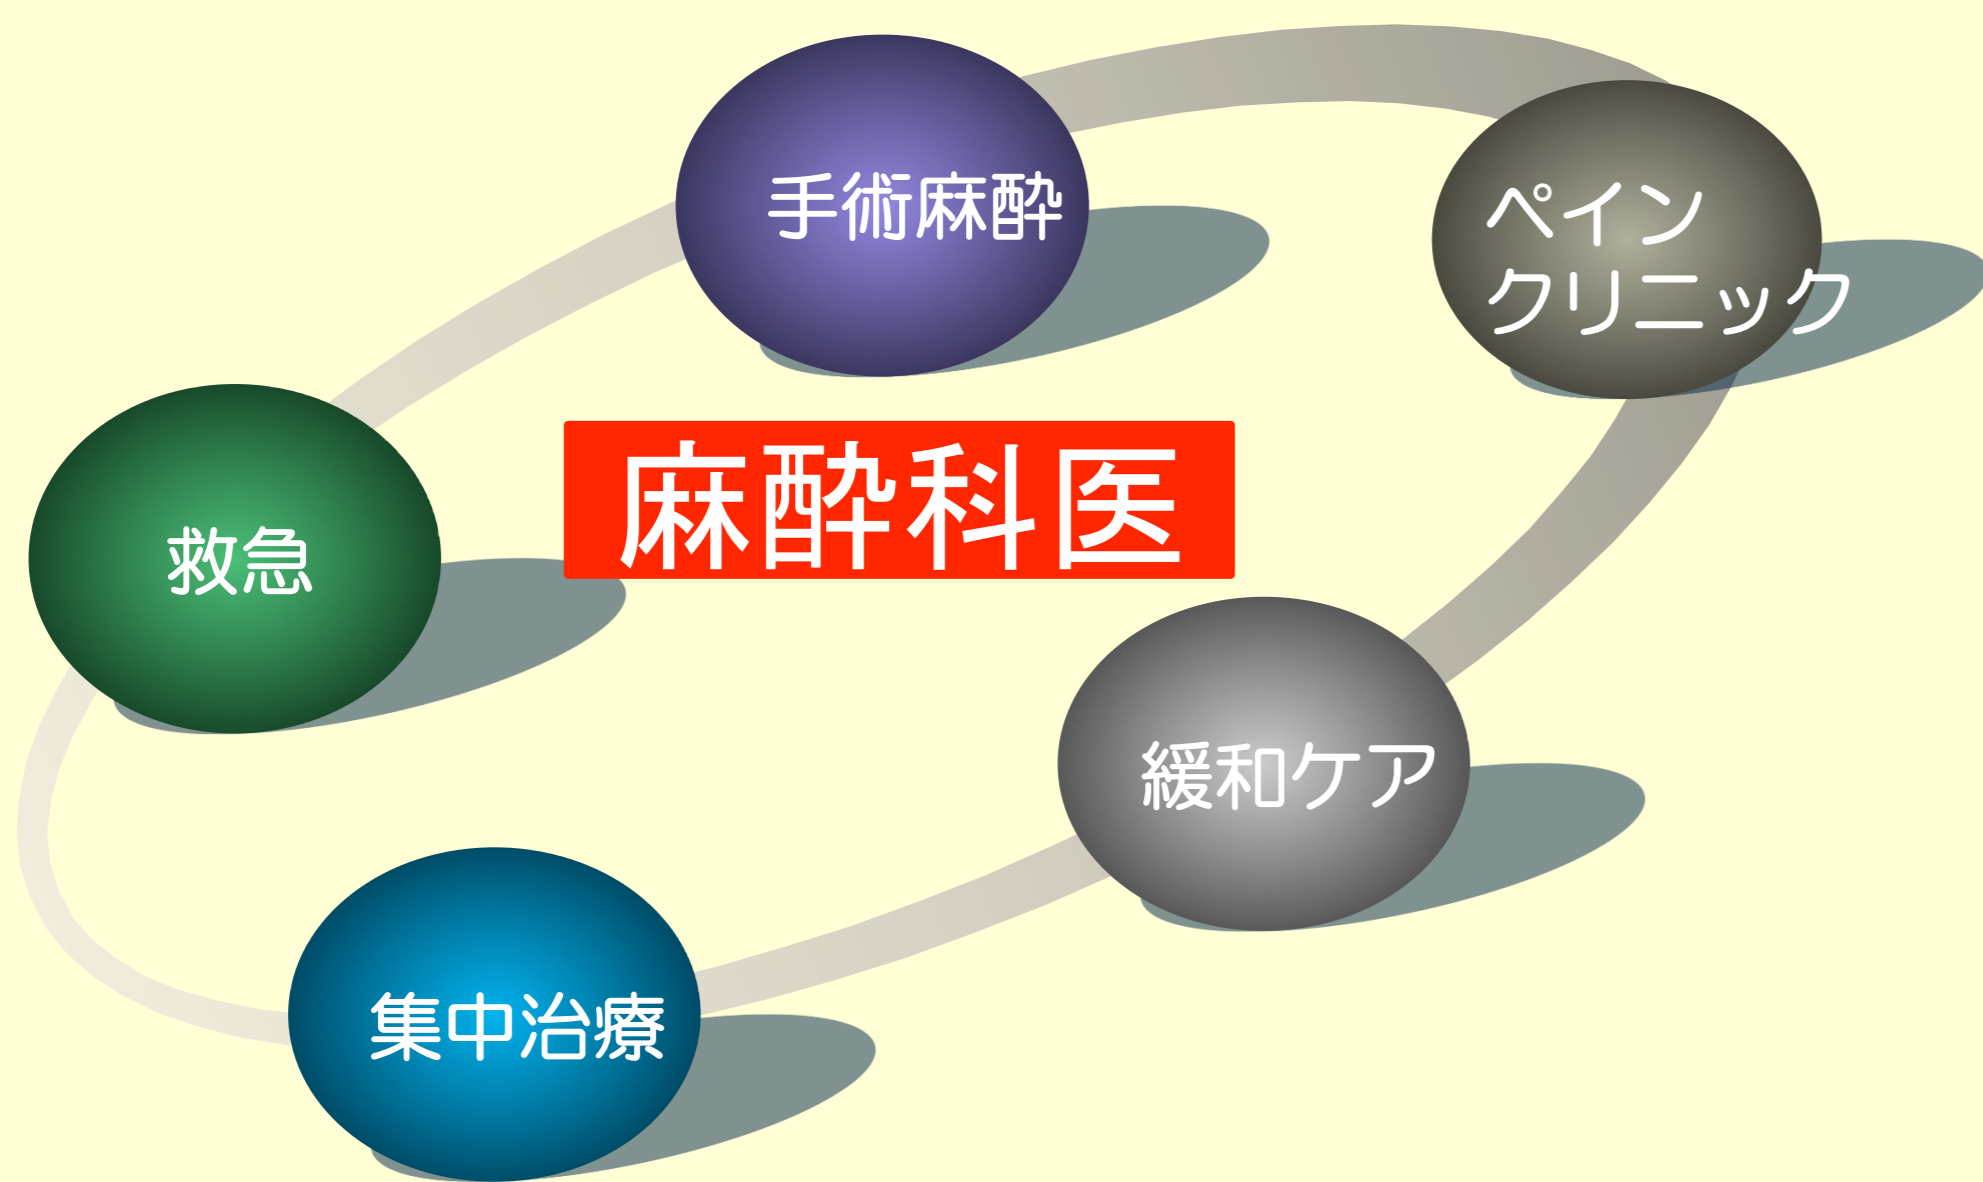 手術麻酔
ペイン
クリニック
麻酔科医
救急
緩和ケア
集中治療